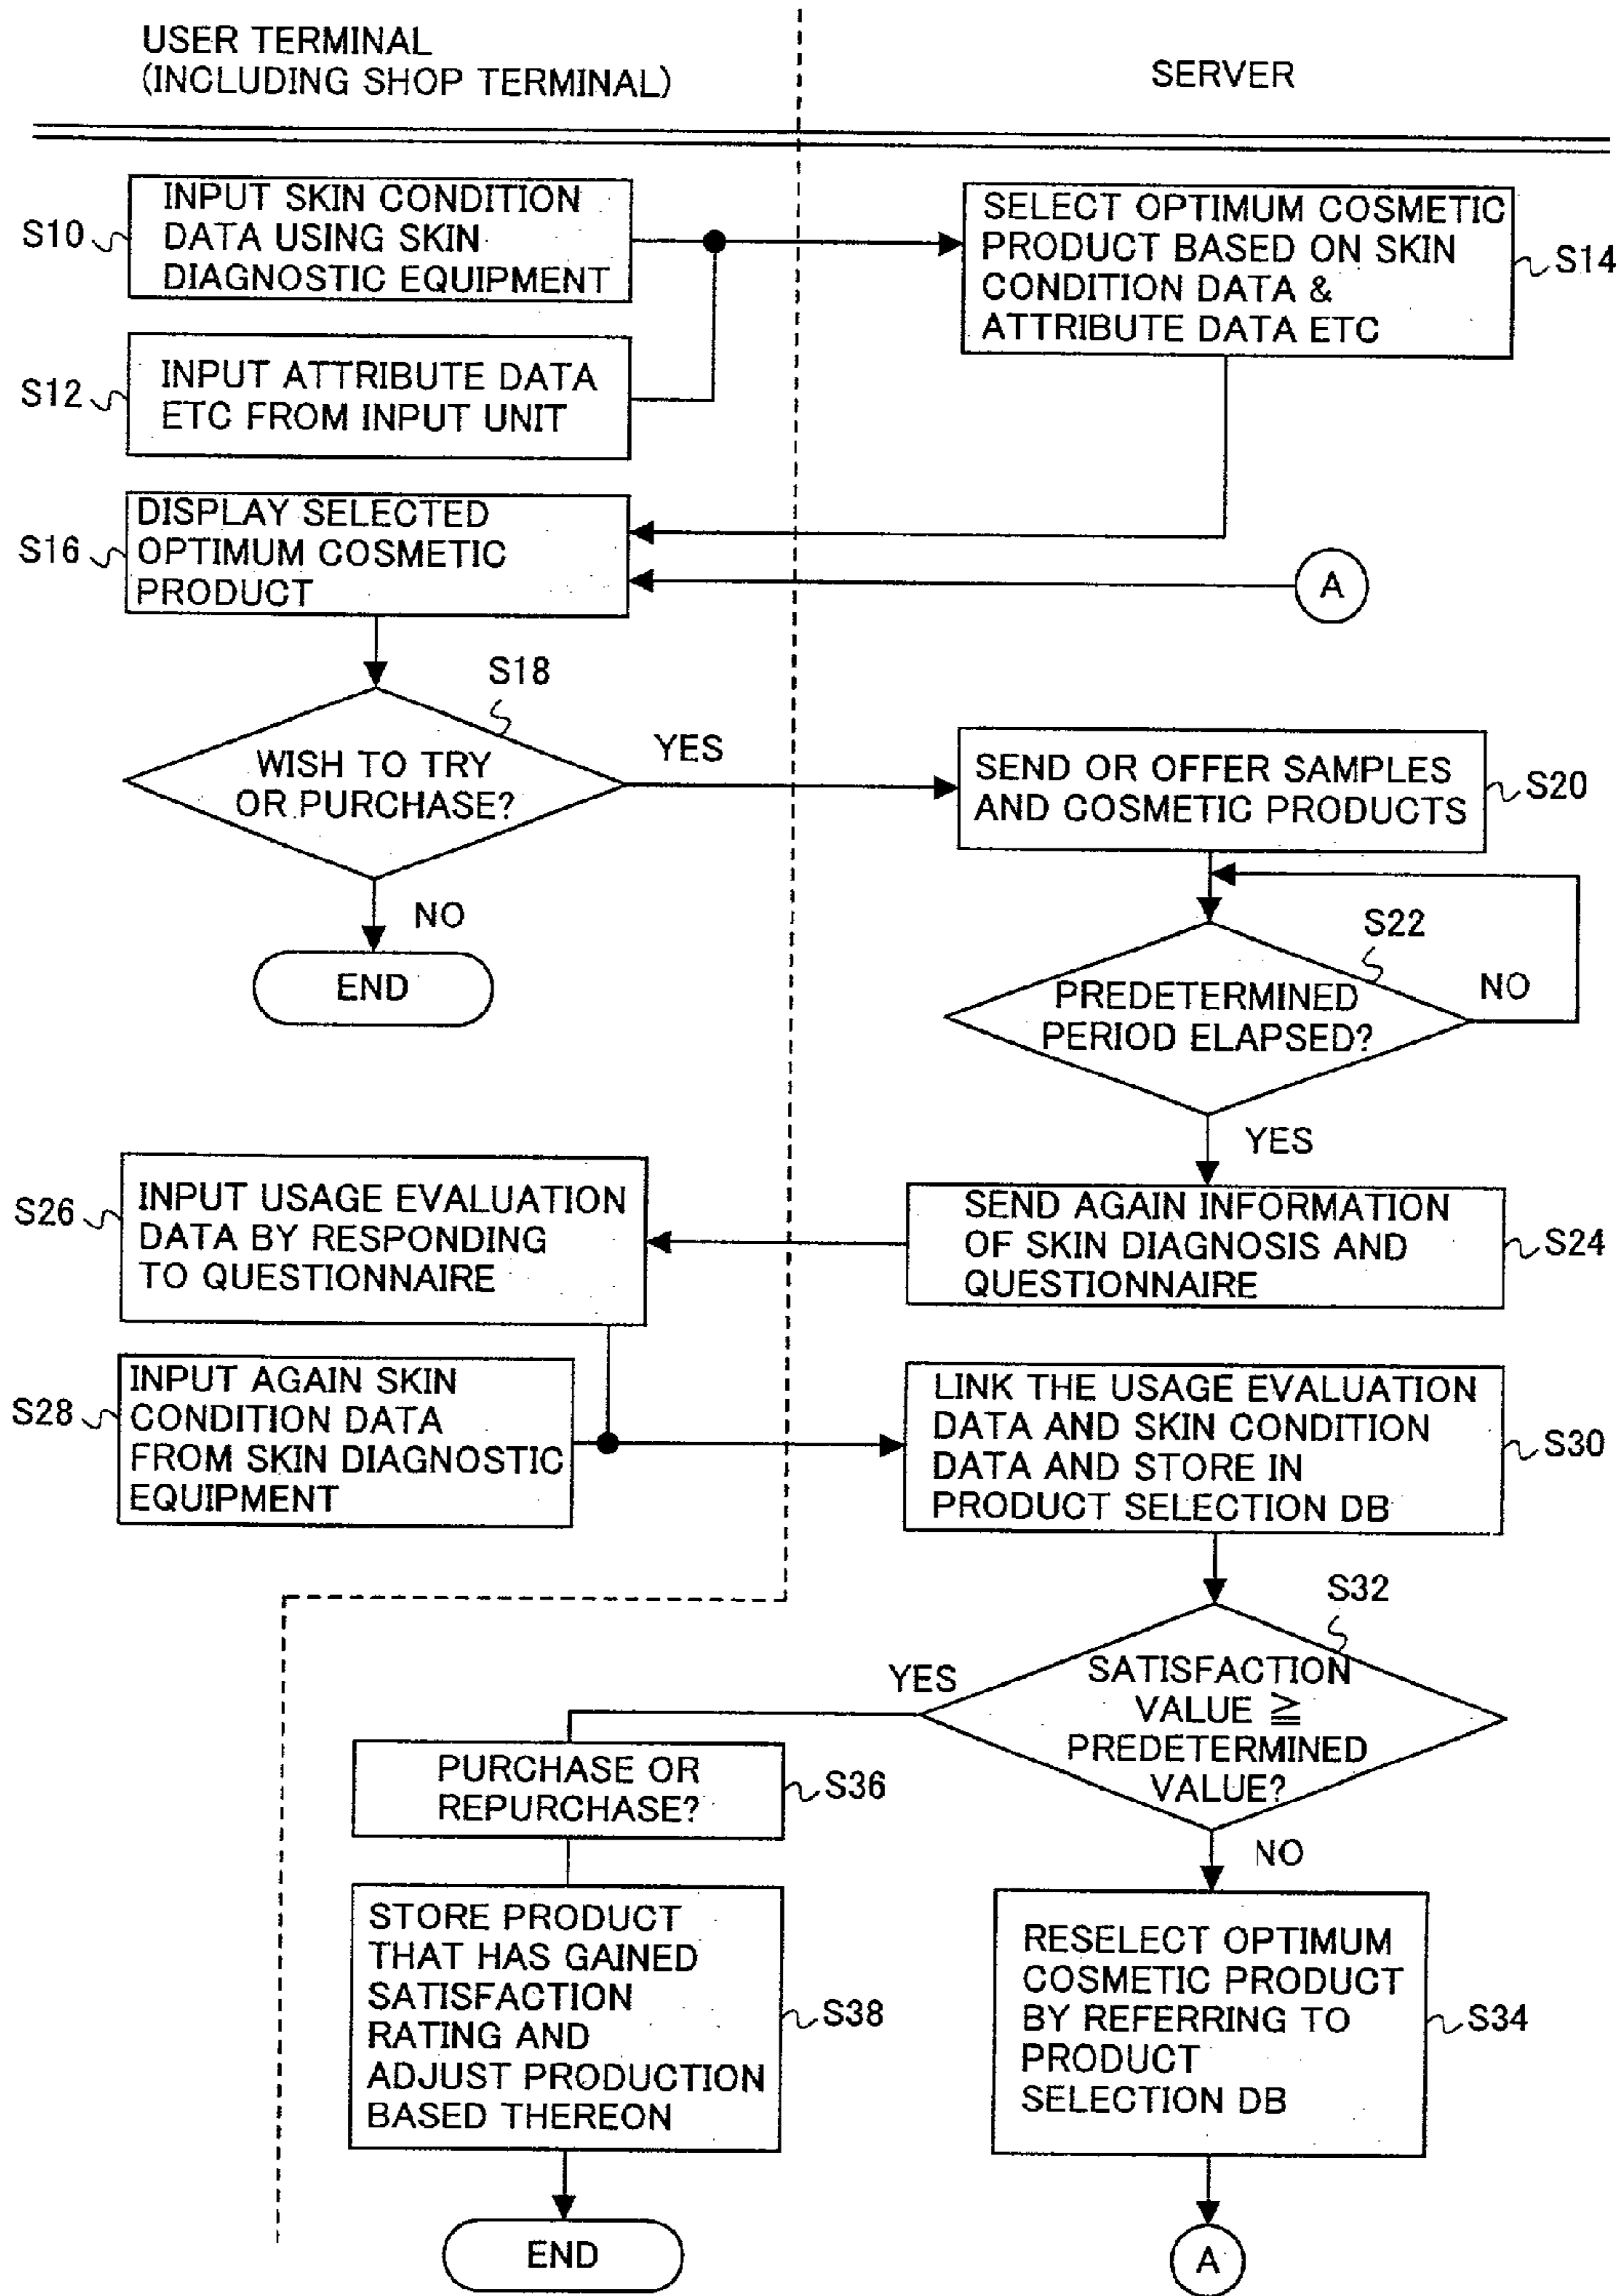 USER TERMINAL
(INCLUDING SHOP TERMINAL)
SERVER
S10
INPUT SKIN CONDITION
DATA USING SKIN
DIAGNOSTIC EQUIPMENT
SELECT OPTIMUM COSMETIC
PRODUCT BASED ON SKIN
CONDITION DATA &
ATTRIBUTE DATA ETC
S14
S12
INPUT ATTRIBUTE DATA
ETC FROM INPUT UNIT
S16
DISPLAY SELECTED
OPTIMUM COSMETIC
PRODUCT
A
S18
WISH TO TRY
OR PURCHASE?
YES
NO
END
SEND OR OFFER SAMPLES
AND COSMETIC PRODUCTS
S20
S22
PREDETERMINED
PERIOD ELAPSED?
NO
YES
S26
INPUT USAGE EVALUATION
DATA BY RESPONDING
TO QUESTIONNAIRE
SEND AGAIN INFORMATION
OF SKIN DIAGNOSIS AND
QUESTIONNAIRE
S24
S28
INPUT AGAIN SKIN
CONDITION DATA
FROM SKIN DIAGNOSTIC
EQUIPMENT
LINK THE USAGE EVALUATION
DATA AND SKIN CONDITION
DATA AND STORE IN
PRODUCT SELECTION DB
S30
S32
SATISFACTION
VALUE ≧
PREDETERMINED
VALUE?
YES
NO
PURCHASE OR
REPURCHASE?
S36
STORE PRODUCT
THAT HAS GAINED
SATISFACTION
RATING AND
ADJUST PRODUCTION
BASED THEREON
S38
END
RESELECT OPTIMUM
COSMETIC PRODUCT
BY REFERRING TO
PRODUCT
SELECTION DB
S34
A